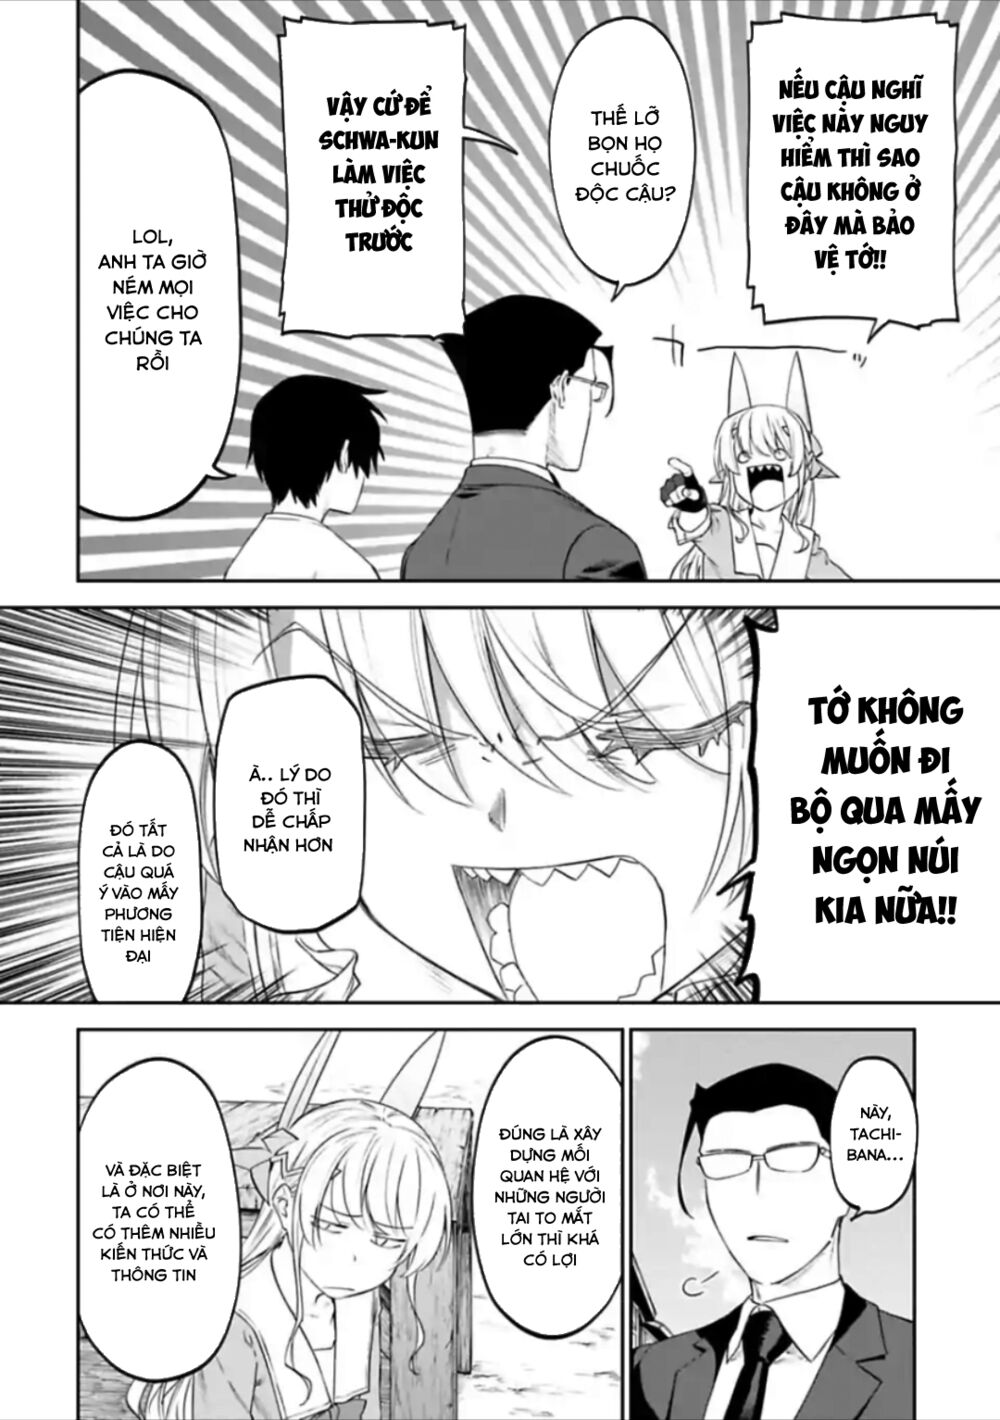 NẾU CẬU NGHĨ
VIỆC NÀY NGUY
HIỂM THÌ SAO
CẬU KHÔNG Ở
ĐÂY MÀ BẢO
VỆ TỚ!!
THẾ LỠ
BỌN HỌ
CHUỐC
ĐỘC CẬU?
VẬY CỨ ĐỂ
SCHWA-KUN
LÀM VIỆC
THỬ ĐỘC
TRƯỚC
LOL,
ANH TA GIỜ
NÉM MỌI
VIỆC CHO
CHÚNG TA
RỒI
TỚ KHÔNG
MUỐN ĐI
BỘ QUA MẤY
NGỌN NÚI
KIA NỮA!!
À.. LÝ DO
ĐÓ THÌ
DỄ CHẤP
NHẬN HƠN
ĐÓ TẤT
CẢ LÀ DO
CẬU QUÁ
Ý VÀO MẤY
PHƯƠNG
TIỆN HIỆN
ĐẠI
NÀY,
TACHI-
BANA...
ĐÚNG LÀ XÂY
DỰNG MỐI
QUAN HỆ VỚI
NHỮNG NGƯỜI
TAI TO MẮT
LỚN THÌ KHÁ
CÓ LỢI
VÀ ĐẶC BIỆT
LÀ Ở NƠI NÀY,
TA CÓ THỂ
CÓ THÊM NHIỀU
KIẾN THỨC VÀ
THÔNG TIN